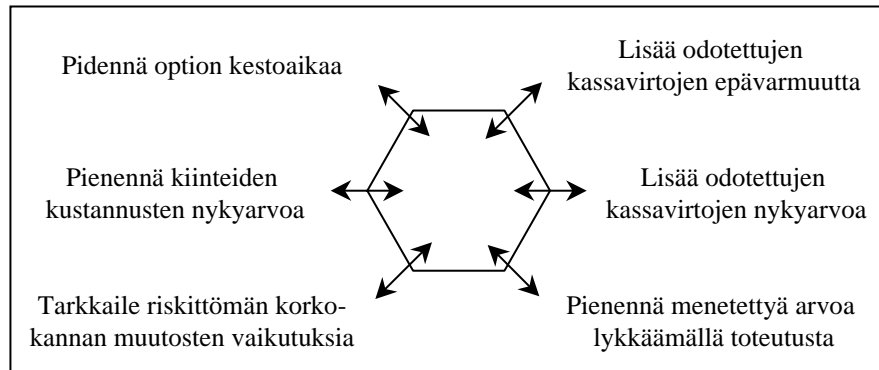 Pidennä option kestoaikaa
Lisää odotettujen
kassavirtojen epävarmuutta
Pienennä kiinteiden
kustannusten nykyarvoa
Lisää odotettujen
kassavirtojen nykyarvoa
Tarkkaile riskittömän korko-
kannan muutosten vaikutuksia
Pienennä menetettyä arvoa
lykkäämällä toteutusta